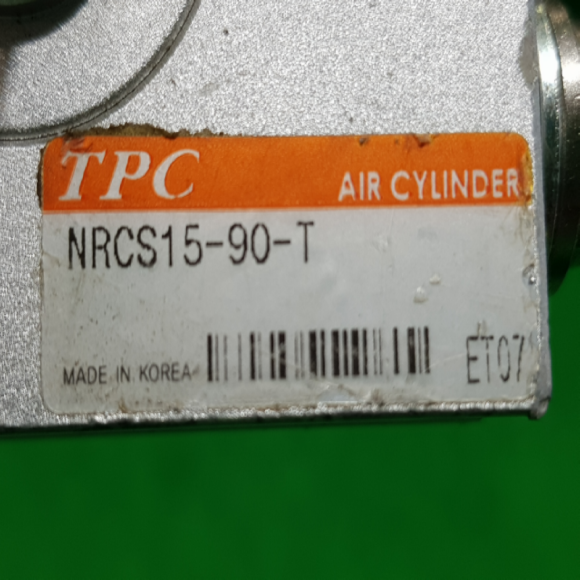 TPC AIR CYLINDER
NRCS15-90-T
MADE IN KOREA ET07